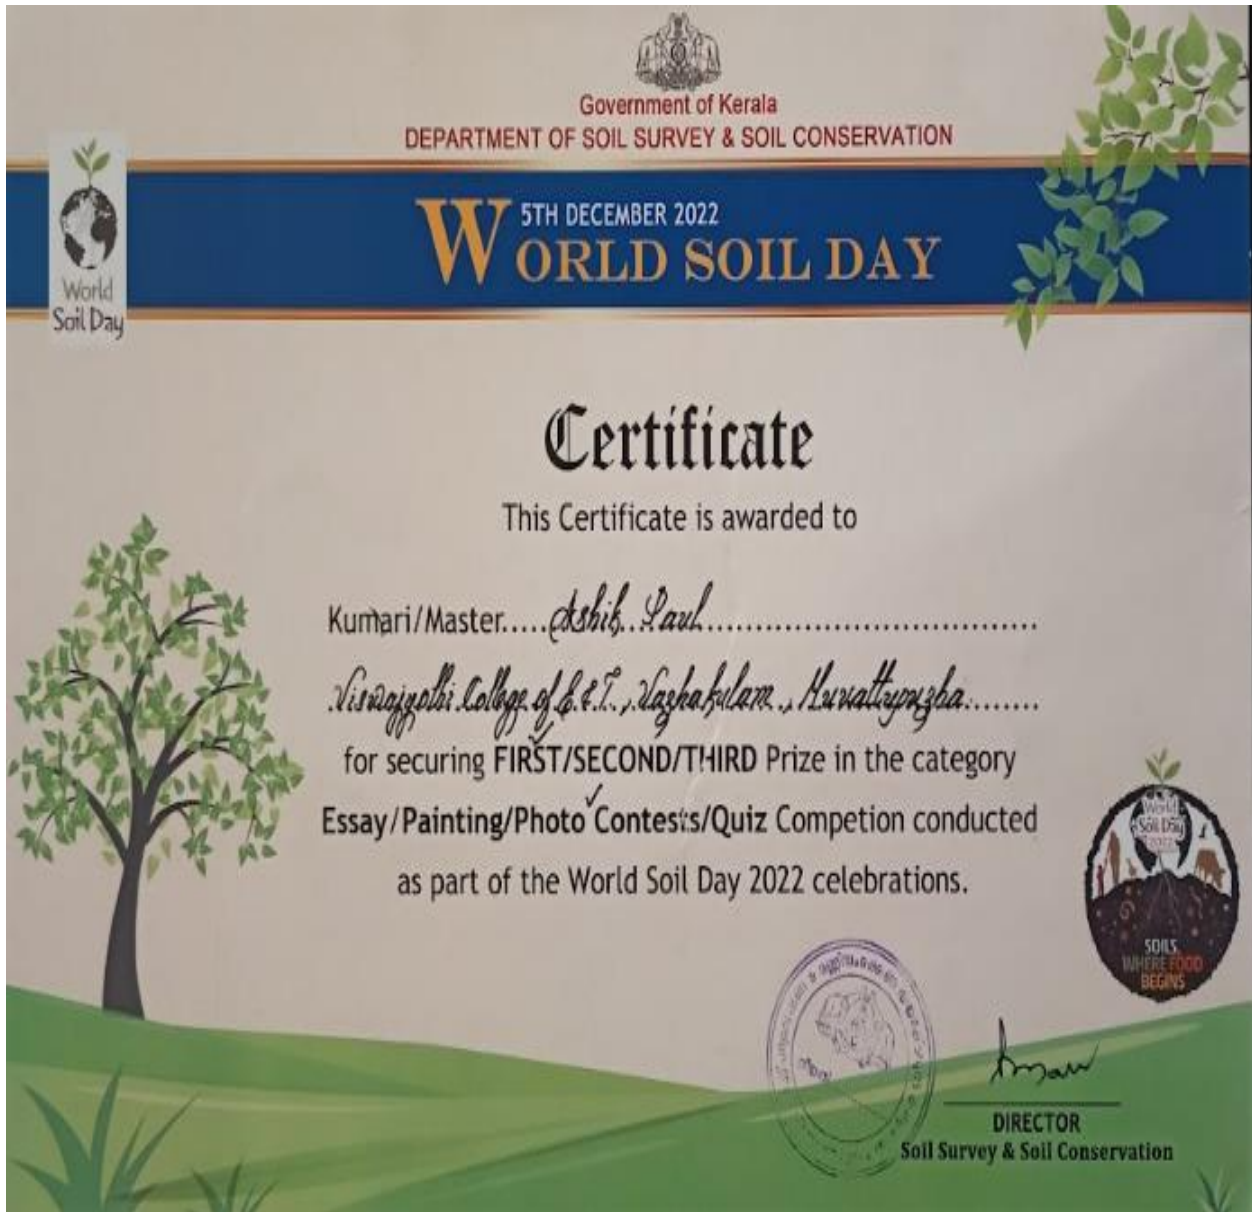 Government of Kerala
DEPARTMENT OF SOIL SURVEY & SOIL CONSERVATION
World
Soil Day
5TH DECEMBER 2022
WORLD SOIL DAY
Certificate
This Certificate is awarded to
Kumari/Master.....Ashik Paul
Viswajyothi College of E & T, Vazhakulam, Muvattupuzha
for securing FIRST/SECOND/THIRD Prize in the category
Essay/Painting/Photo Contests/Quiz Competion conducted
as part of the World Soil Day 2022 celebrations.
World
Soil Day
2022
SOILS,
WHERE FOOD
BEGINS
DIRECTOR
Soil Survey & Soil Conservation